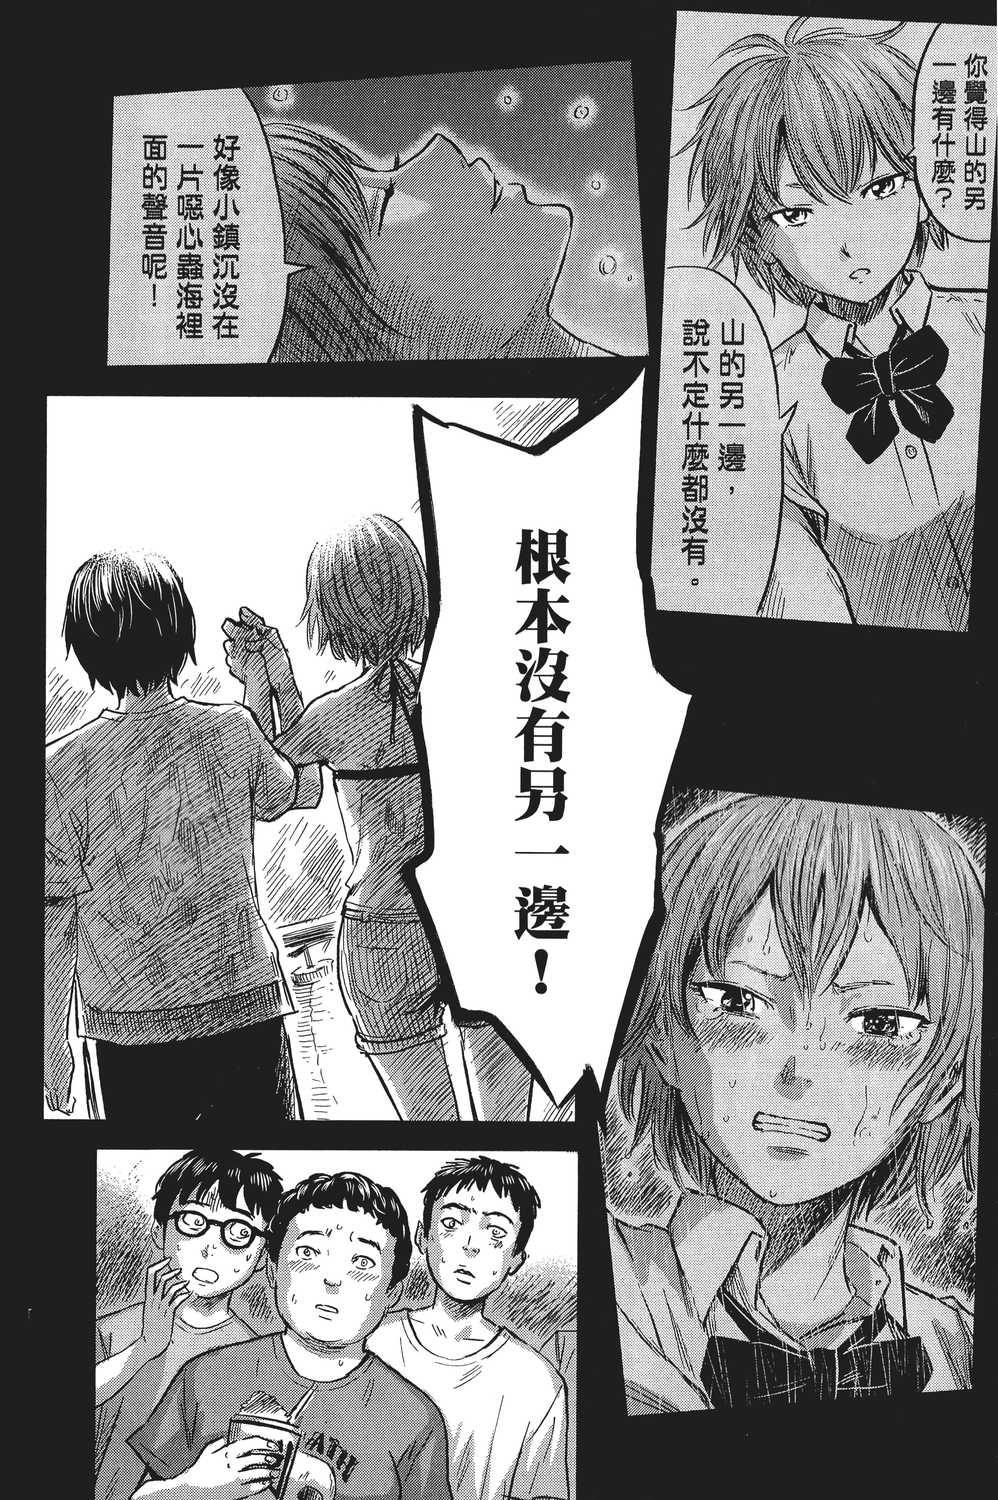 你覺得山的另
一邊有什麼？
山的另一邊，
說不定什麼都沒有。
好像小鎮沉沒在
一片噁心蟲海裡
面的聲音呢！
根本沒有另一邊！